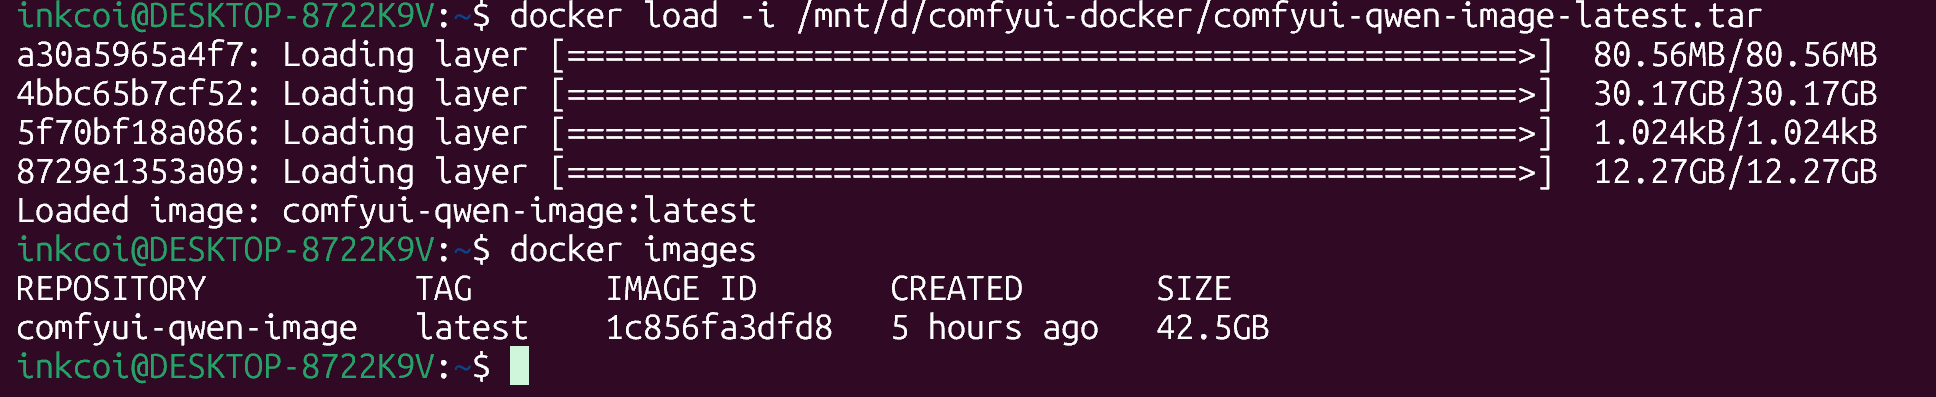 inkcoi@DESKTOP-8722K9V:~$ docker load -i /mnt/d/comfyui-docker/comfyui-qwen-image-latest.tar
a30a5965a4f7: Loading layer [==================================================>]  80.56MB/80.56MB
4bbc65b7cf52: Loading layer [==================================================>]  30.17GB/30.17GB
5f70bf18a086: Loading layer [==================================================>]  1.024kB/1.024kB
8729e1353a09: Loading layer [==================================================>]  12.27GB/12.27GB
Loaded image: comfyui-qwen-image:latest
inkcoi@DESKTOP-8722K9V:~$ docker images
REPOSITORY           TAG       IMAGE ID       CREATED       SIZE
comfyui-qwen-image   latest    1c856fa3dfd8   5 hours ago   42.5GB
inkcoi@DESKTOP-8722K9V:~$